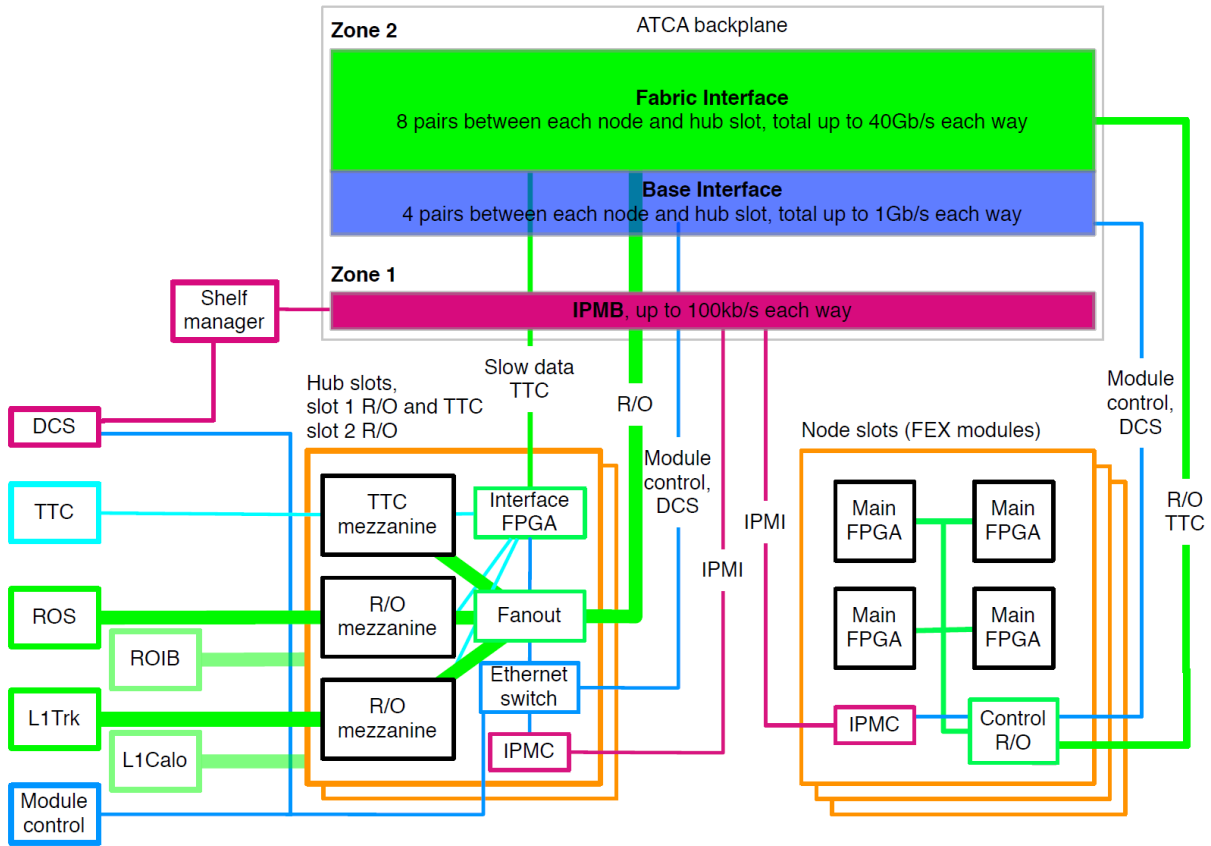 Zone 2
ATCA backplane
Fabric Interface
8 pairs between each node and hub slot, total up to 40Gb/s each way
Base Interface
4 pairs between each node and hub slot, total up to 1Gb/s each way
Zone 1
IPMB, up to 100kb/s each way
Shelf
manager
DCS
TTC
ROS
ROIB
L1Trk
L1Calo
Module
control
Hub slots,
slot 1 R/O and TTC
slot 2 R/O
Slow data
TTC
R/O
Module
control,
DCS
IPMI
IPMI
TTC
mezzanine
Interface
FPGA
R/O
mezzanine
Fanout
R/O
mezzanine
Ethernet
switch
IPMC
Node slots (FEX modules)
Main
FPGA
Main
FPGA
Main
FPGA
Main
FPGA
IPMC
Control
R/O
Module
control,
DCS
R/O
TTC